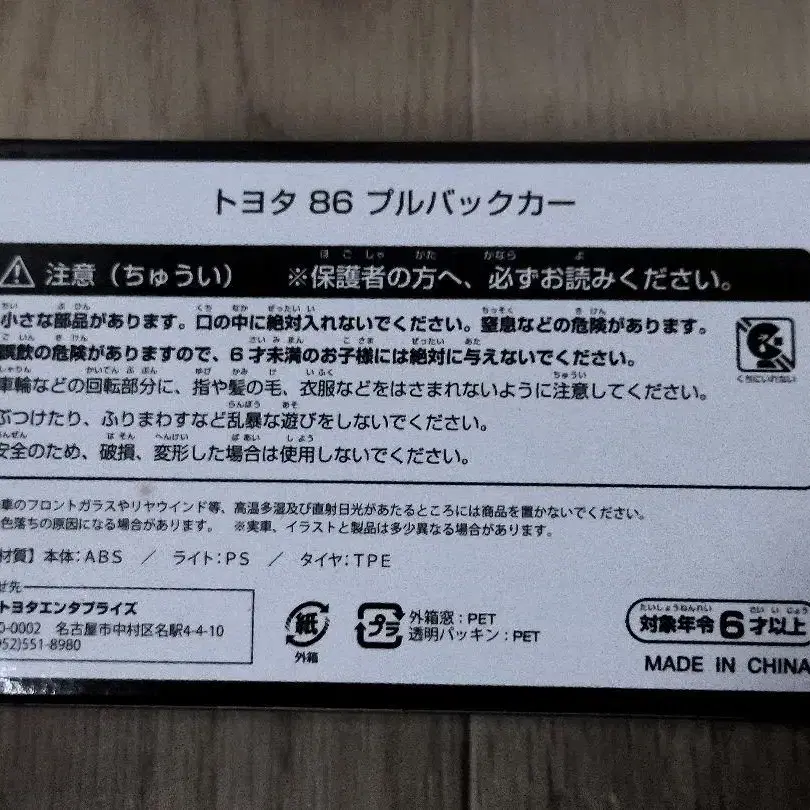 トヨタ 86 プルバックカー
注意（ちゅうい） ※保護者の方へ、必ずお読みください。
小さな部品があります。口の中に絶対入れないでください。窒息などの危険があります。
誤飲の危険がありますので、6才未満のお子様には絶対に与えないでください。
車輪などの回転部分に、指や髪の毛、衣服などをはさまれないように注意してください。
ぶつけたり、ふりまわすなど乱暴な遊びをしないでください。
安全のため、破損、変形した場合は使用しないでください。
くちにいれない
車のフロントガラスやリヤウインド等、高温多湿及び直射日光があたるところには商品を置かないでください。
色落ちの原因になる場合があります。 ※実車、イラストと製品は多少異なる場合があります。
材質】本体：ABS ／ ライト：PS ／ タイヤ：TPE
せ先
トヨタエンタプライズ
0-0002 名古屋市中村区名駅4-4-10
952)551-8980
紙
外箱
プラ
外箱窓：PET
透明パッキン：PET
対象年令 6才以上
MADE IN CHINA